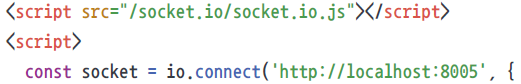 <script src="/socket.io/socket.io.js"></script>
<script>
const socket = io.connect('http://localhost:8005', {